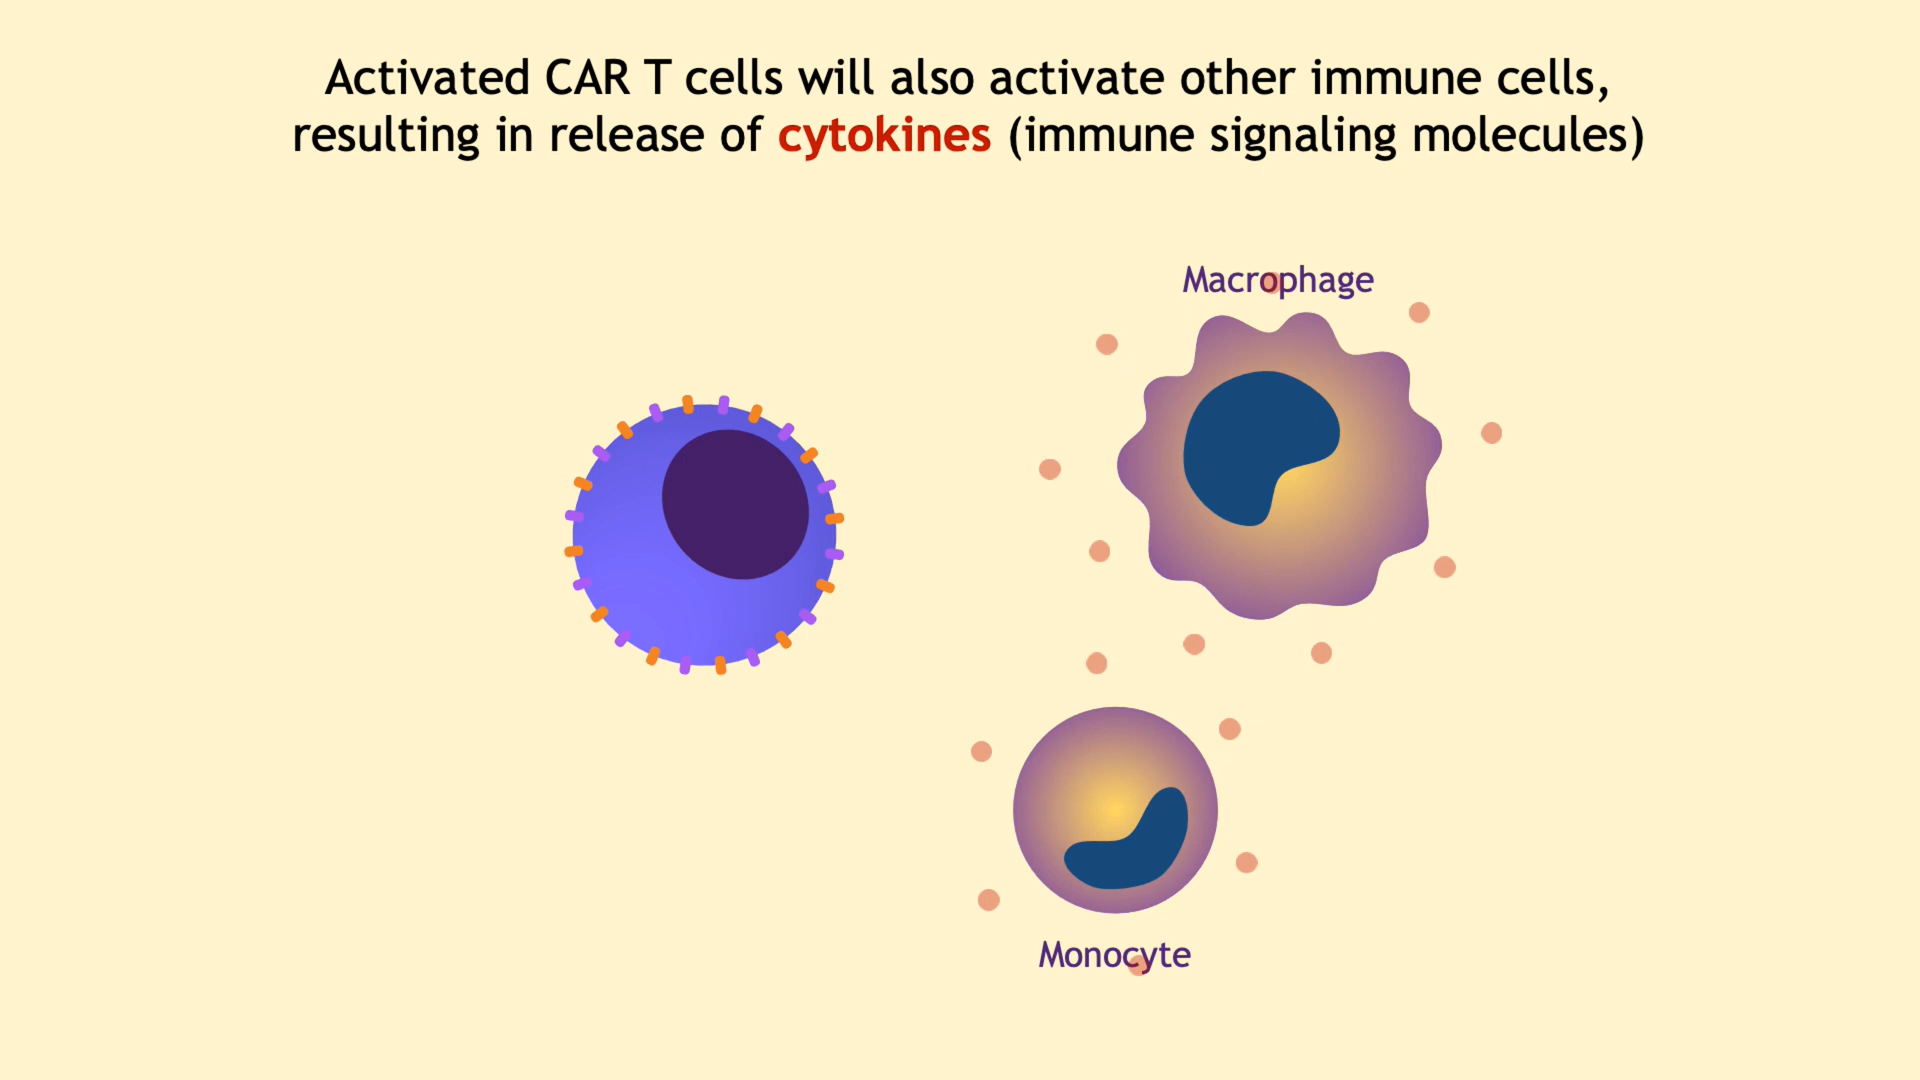 Activated CAR T cells will also activate other immune cells,
resulting in release of cytokines (immune signaling molecules)
Macrophage
Monocyte